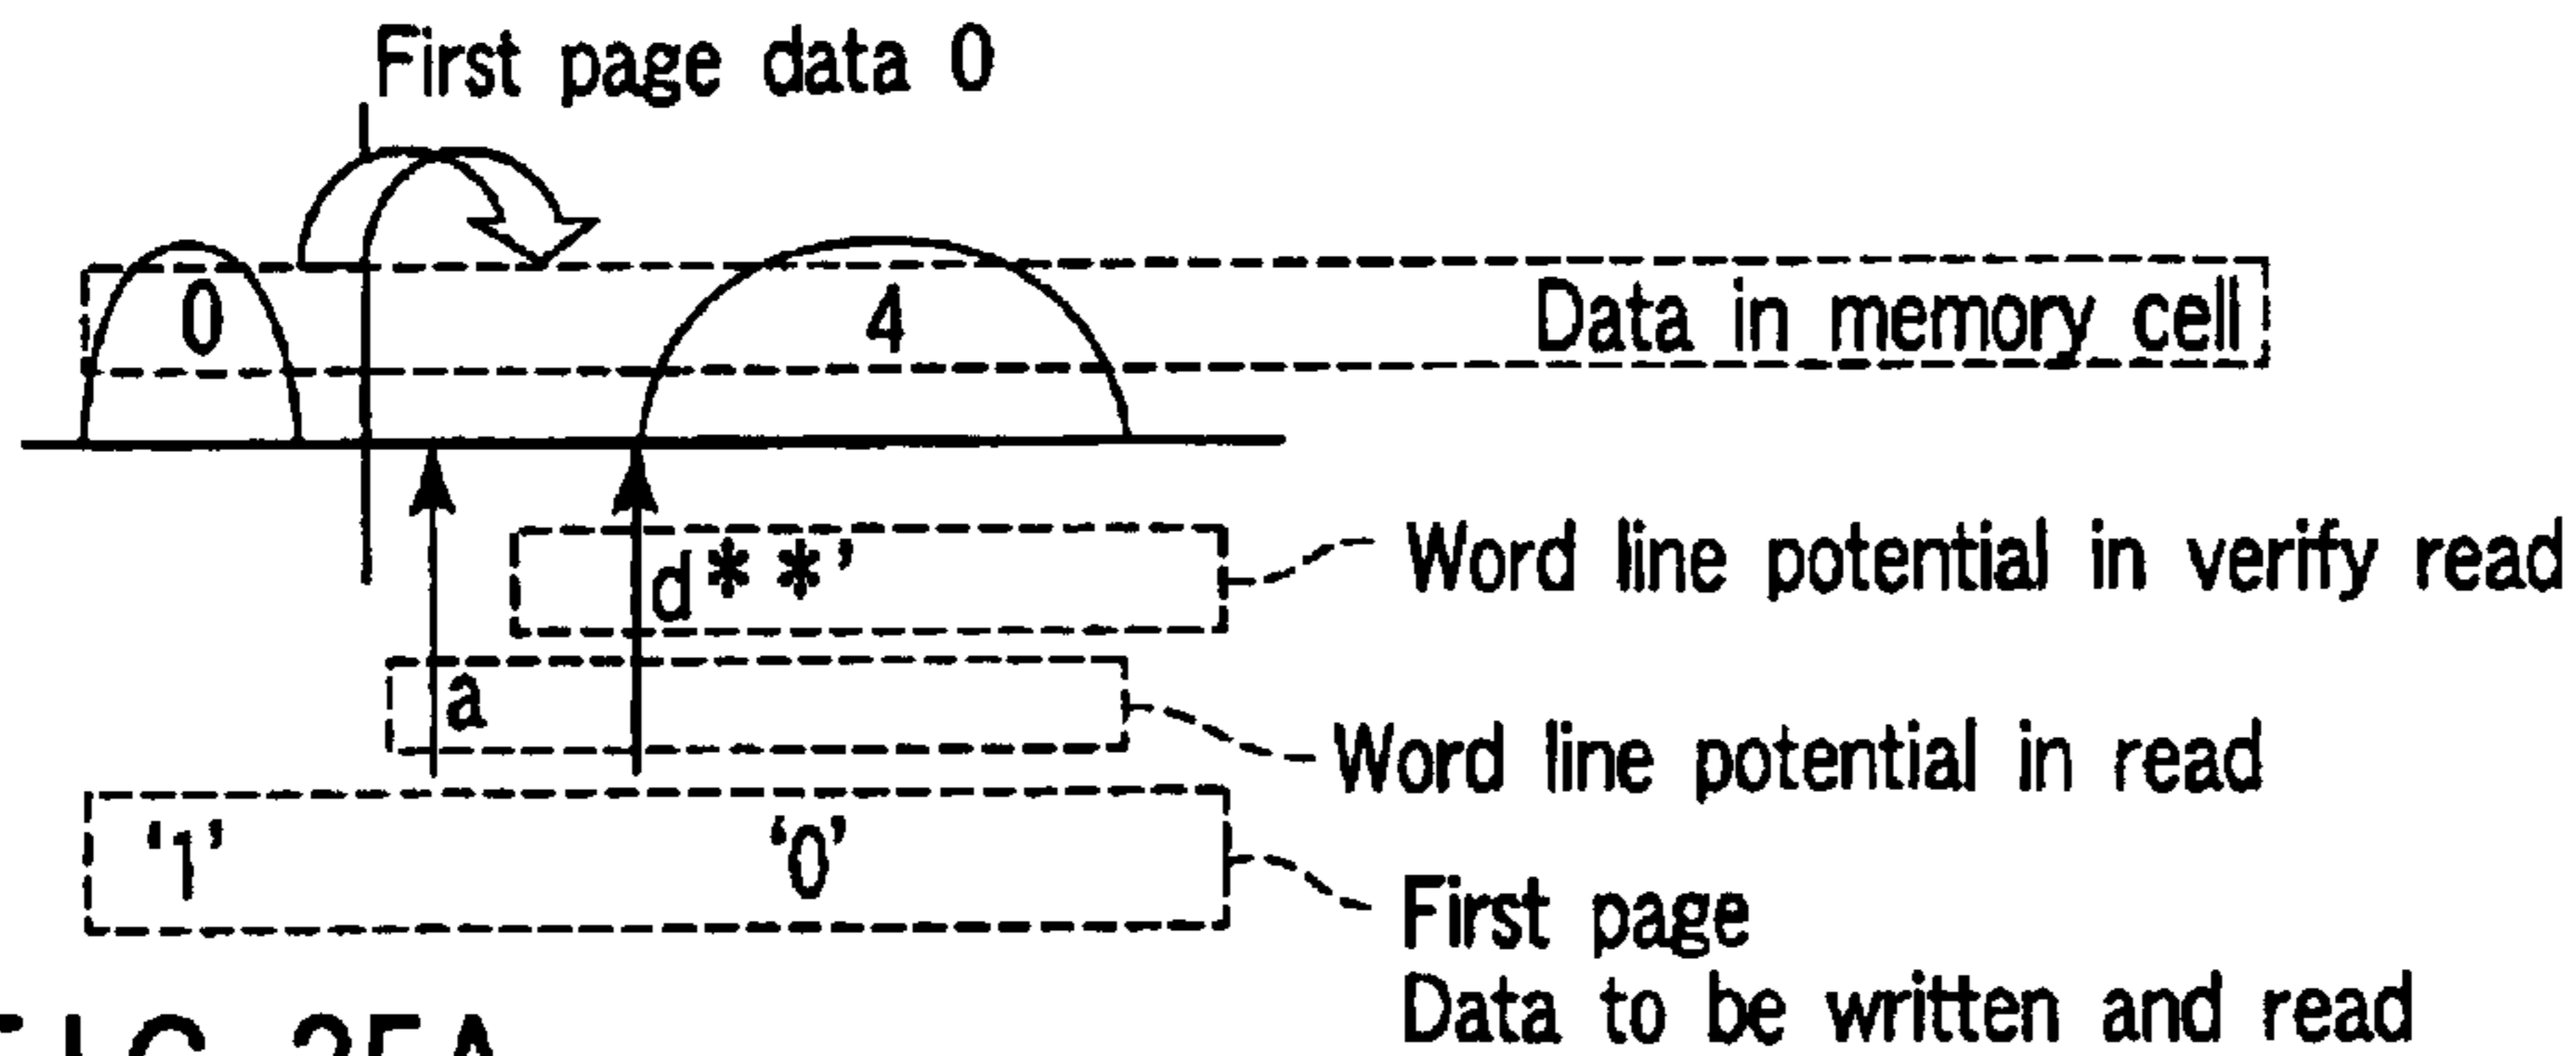 First page data 0
0
4
Data in memory cell
d**'
Word line potential in verify read
a
Word line potential in read
'1'
'0'
First page
Data to be written and read